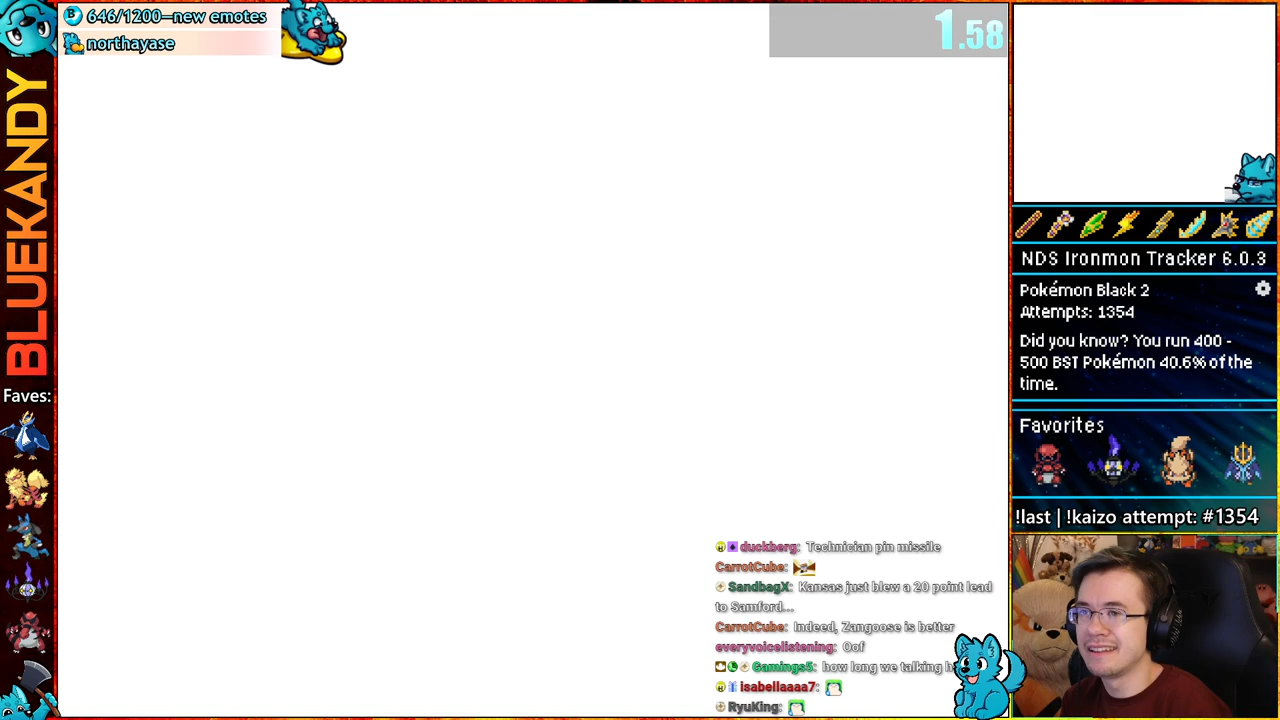 646/1200—new emotes
northayase
1.58
BLUEKANDY
Faves:
NDS Ironmon Tracker 6.0.3
Pokémon Black 2
Attempts: 1354
Did you know? You run 400 -
500 BST Pokémon 40.6% of the
time.
Favorites
!last | !kaizo attempt: #1354
duckberg: Technician pin missile
CarrotCube:
SandbagX: Kansas just blew a 20 point lead
to Samford...
CarrotCube: Indeed, Zangoose is better
everyvoicelistening: Oof
Gamings5: how long we talking
isabellaaaa7:
RyuKing: